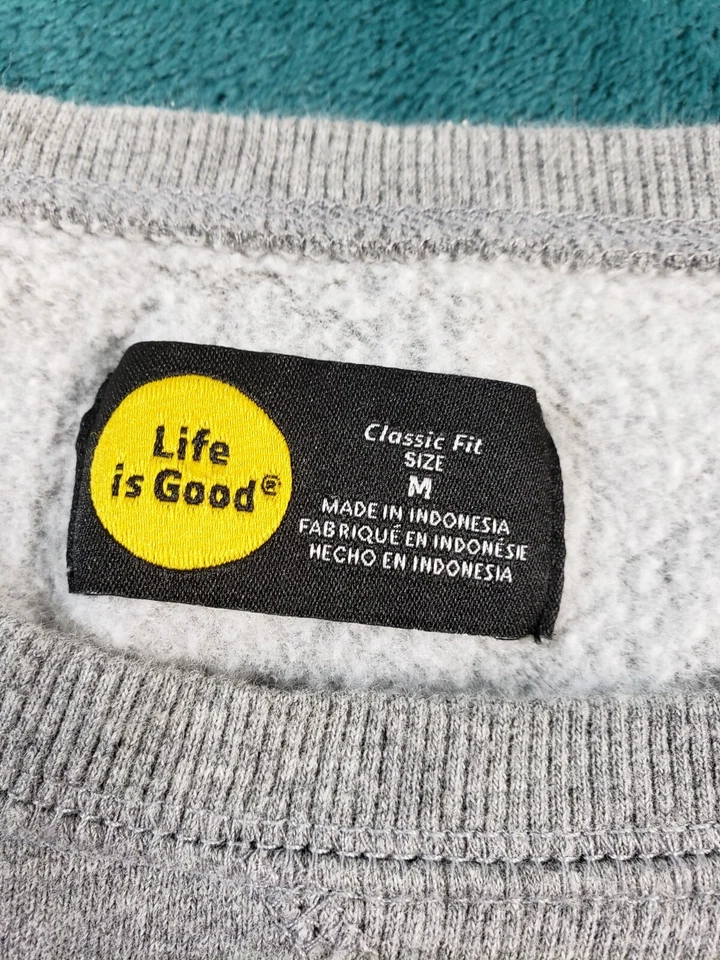 Life
is Good®
Classic Fit
SIZE
M
MADE IN INDONESIA
FABRIQUÉ EN INDONÉSIE
HECHO EN INDONESIA